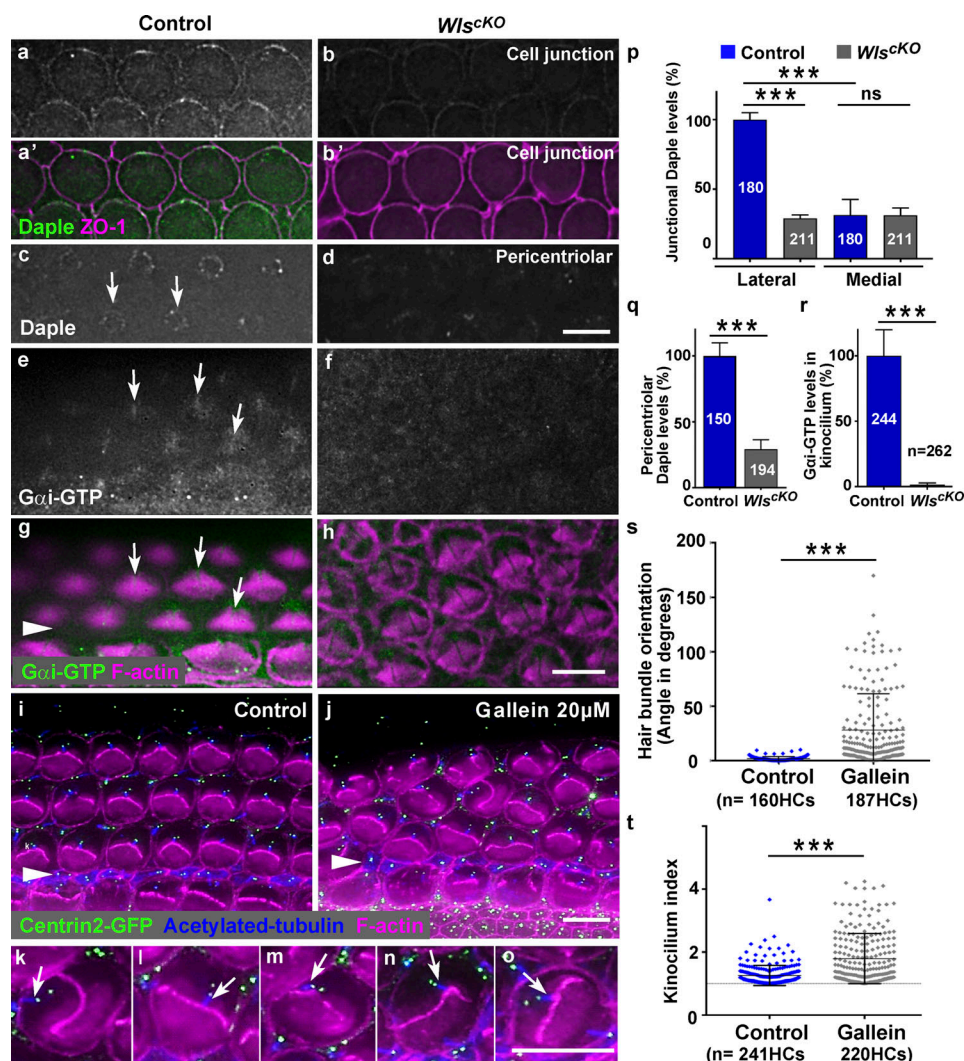 Control
Wls^cKO
a
b
Cell junction
a'
Daple ZO-1
b'
Cell junction
c
Daple
d
Pericentriolar
e
Gαi-GTP
f
g
Gαi-GTP F-actin
h
i
Control
j
Gallein 20µM
Centrin2-GFP Acetylated-tubulin F-actin
k
l
m
n
o
p
Control
Wls^cKO
Junctional Daple levels (%)
100
50
0
***
***
ns
180
211
180
211
Lateral
Medial
q
Pericentriolar
Daple levels (%)
100
50
0
***
150
194
Control Wls^cKO
r
Gαi-GTP levels in
kinocilium (%)
100
50
0
***
244
n=262
Control Wls^cKO
s
Hair bundle orientation
(Angle in degrees)
200
150
100
50
0
***
Control
Gallein
(n= 160HCs)
187HCs)
t
Kinocilium index
4
2
0
***
Control
Gallein
(n= 241HCs)
220HCs)